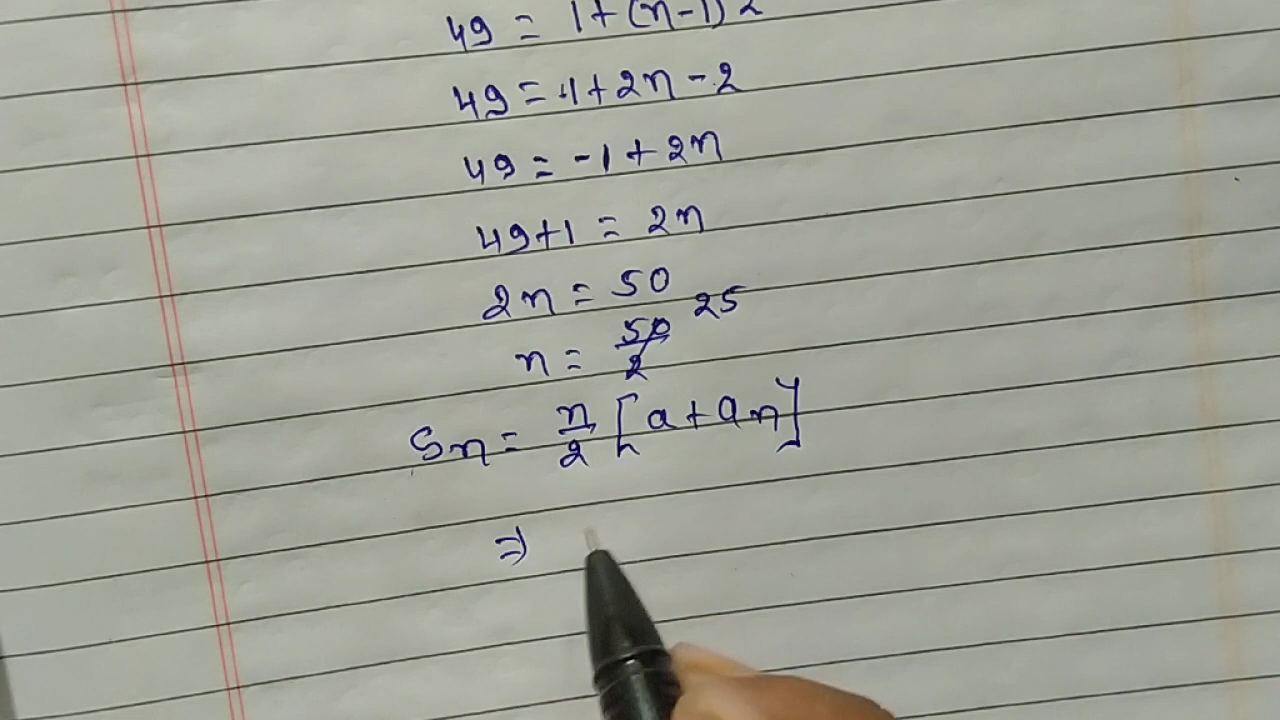 49 = 1+(n-1)2
49 = 1+2n-2
49 = -1+2n
49+1 = 2n
2n = 50
n = 50/2 25
Sn = n/2 [a+an]
⇒